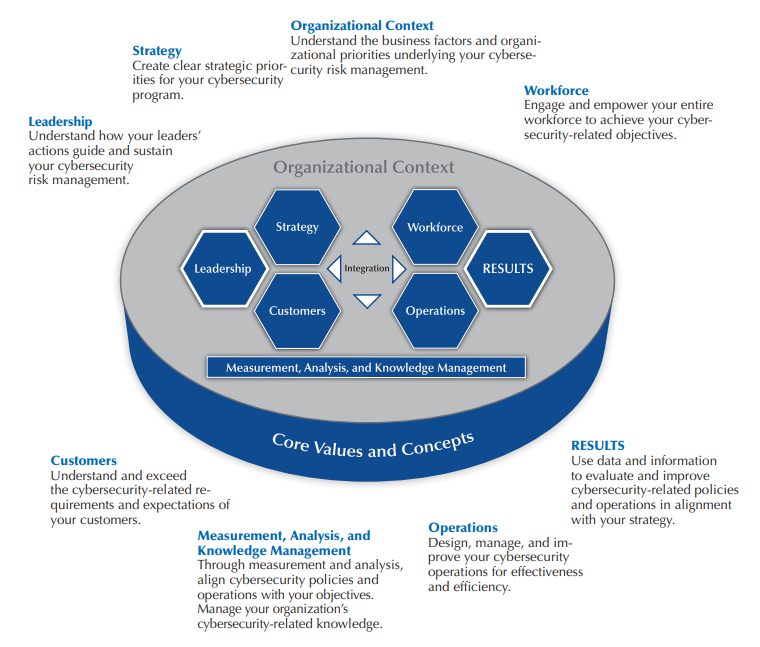 Organizational Context
Understand the business factors and organi-
zational priorities underlying your cyberse-
curity risk management.
Strategy
Create clear strategic prior-
ities for your cybersecurity
program.
Workforce
Engage and empower your entire
workforce to achieve your cyber-
security-related objectives.
Leadership
Understand how your leaders’
actions guide and sustain
your cybersecurity
risk management.
Organizational Context
Strategy
Workforce
Leadership
Integration
RESULTS
Customers
Operations
Measurement, Analysis, and Knowledge Management
Core Values and Concepts
Customers
Understand and exceed
the cybersecurity-related re-
quirements and expectations of
your customers.
RESULTS
Use data and information
to evaluate and improve
cybersecurity-related policies
and operations in alignment
with your strategy.
Measurement, Analysis, and
Knowledge Management
Through measurement and analysis,
align cybersecurity policies and
operations with your objectives.
Manage your organization’s
cybersecurity-related knowledge.
Operations
Design, manage, and im-
prove your cybersecurity
operations for effectiveness
and efficiency.